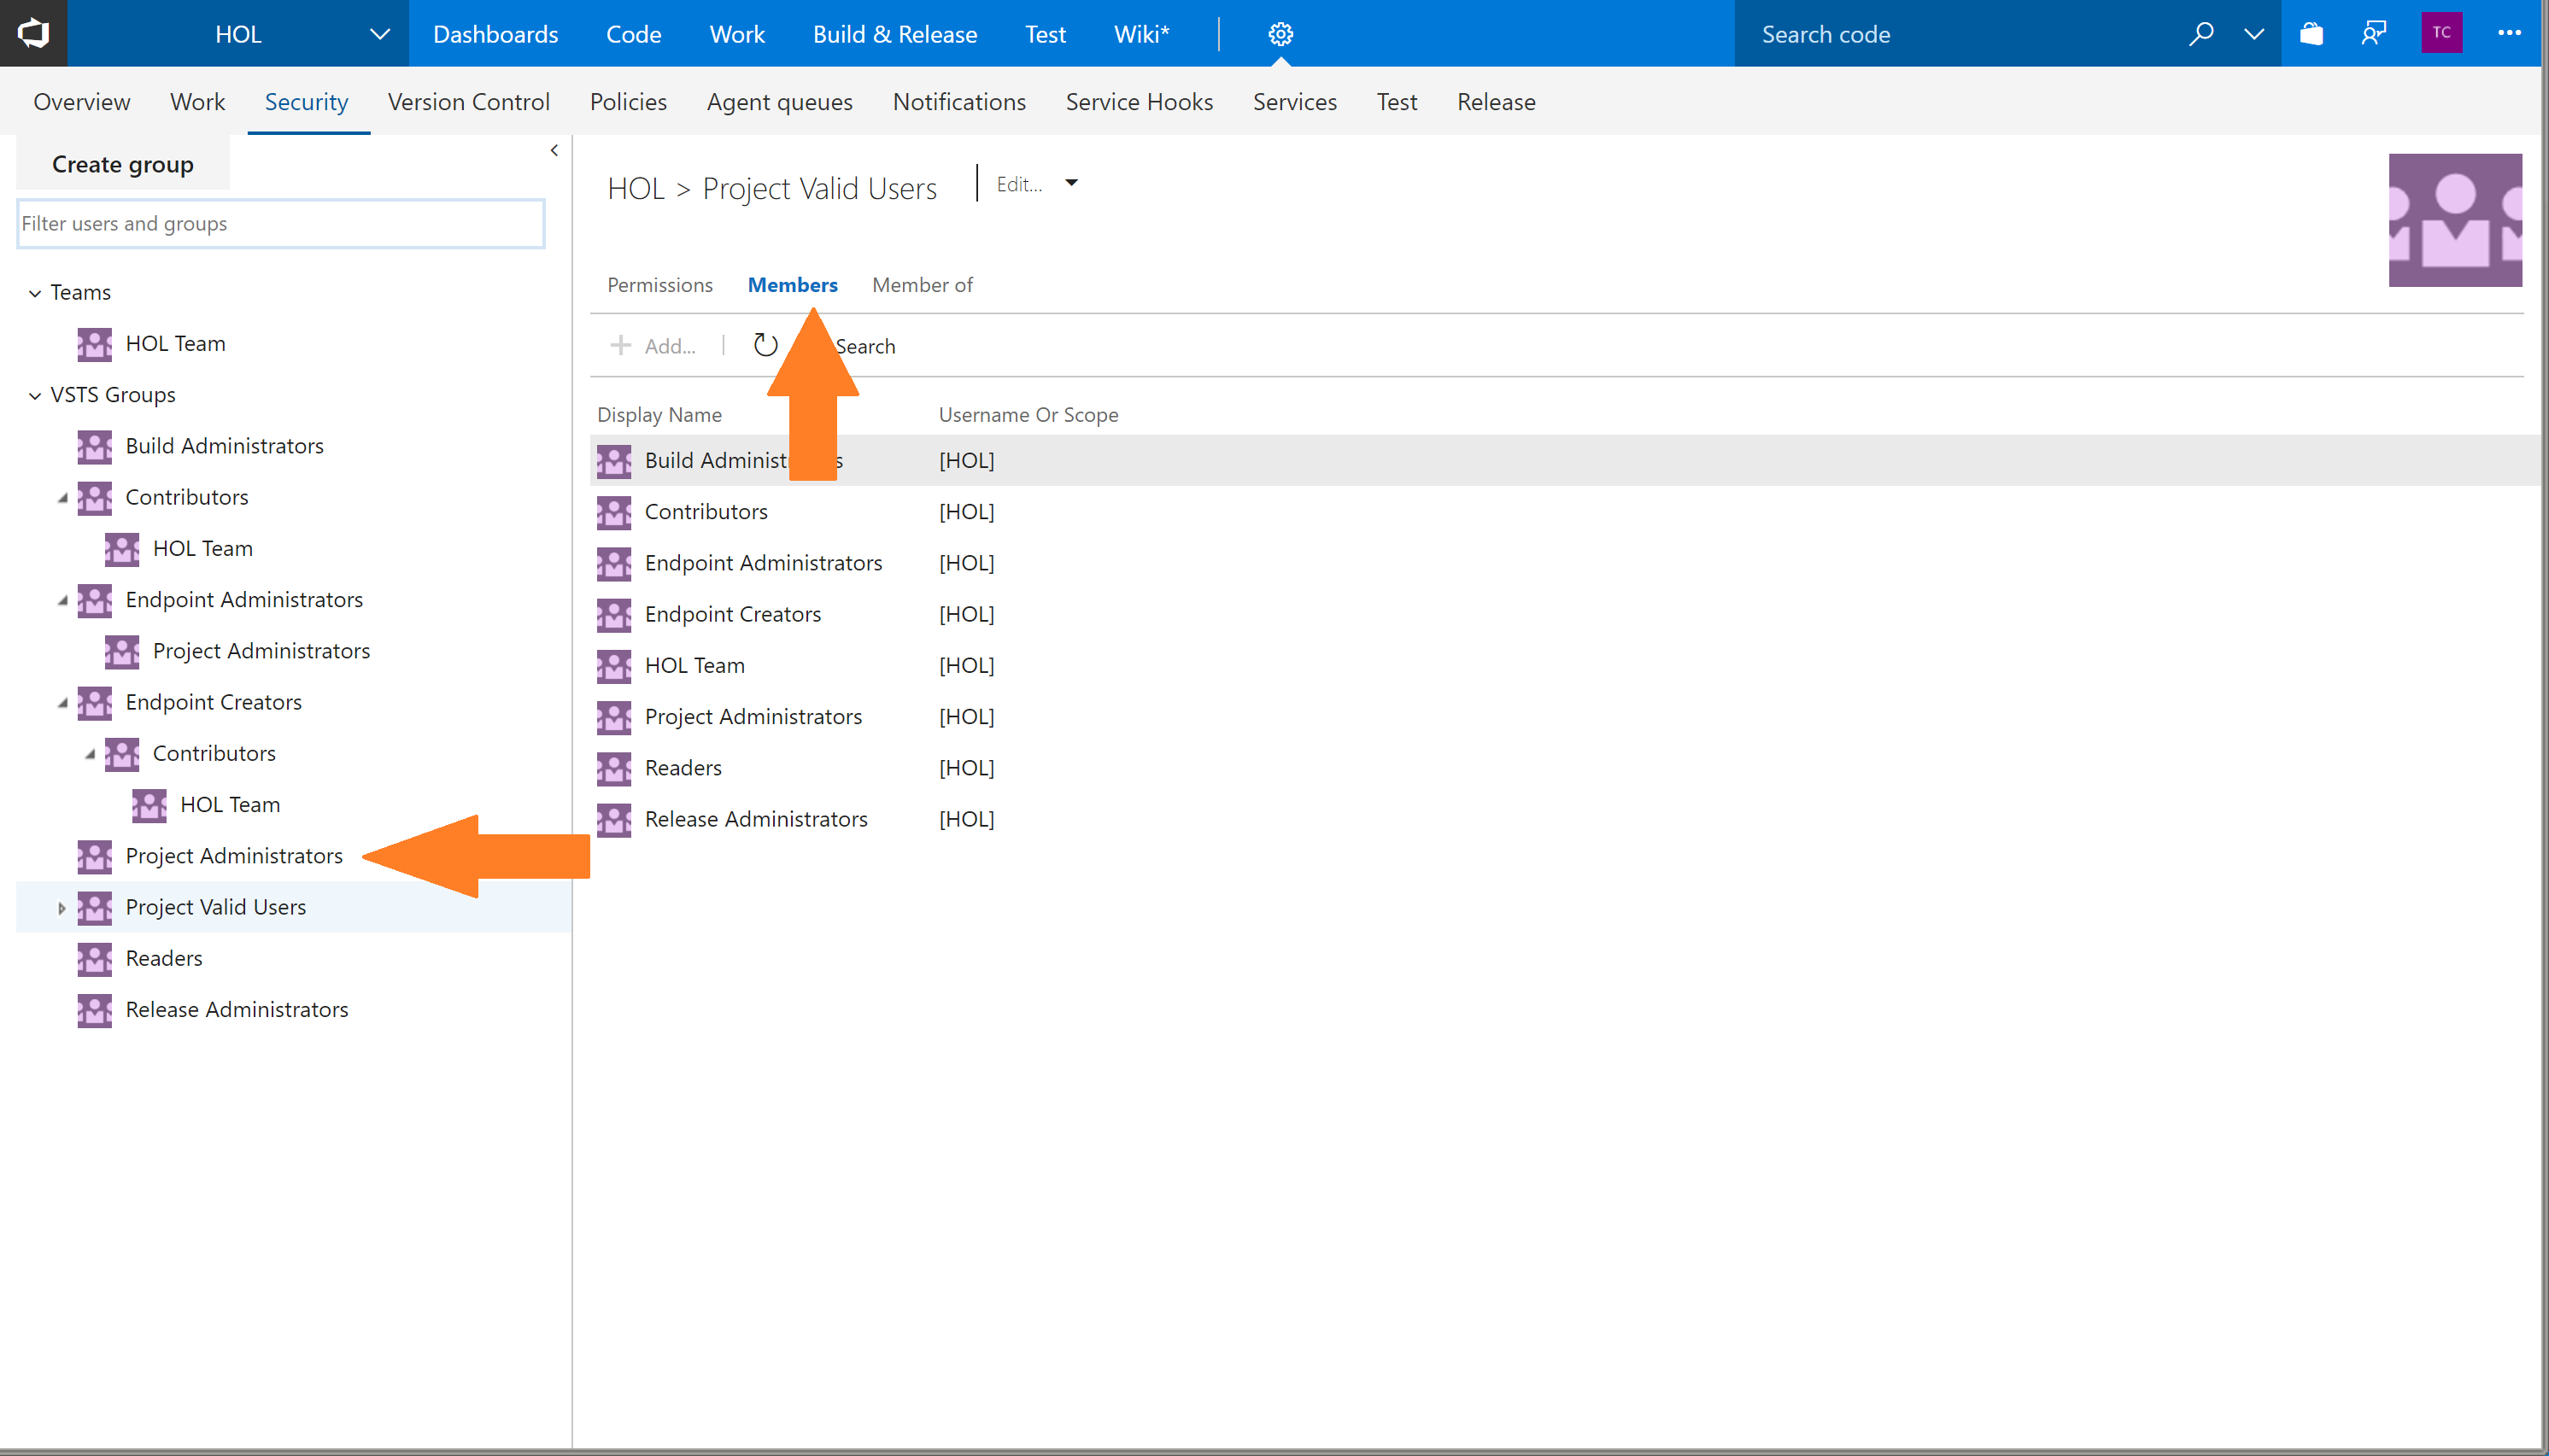 HOL Dashboards Code Work Build & Release Test Wiki* Search code TC
Overview Work Security Version Control Policies Agent queues Notifications Service Hooks Services Test Release
Create group
Filter users and groups
Teams
HOL Team
VSTS Groups
Build Administrators
Contributors
HOL Team
Endpoint Administrators
Project Administrators
Endpoint Creators
Contributors
HOL Team
Project Administrators
Project Valid Users
Readers
Release Administrators
HOL > Project Valid Users Edit...
Permissions Members Member of
Add... Search
Display Name Username Or Scope
Build [HOL]
Contributors [HOL]
Endpoint Administrators [HOL]
Endpoint Creators [HOL]
HOL Team [HOL]
Project Administrators [HOL]
Readers [HOL]
Release Administrators [HOL]